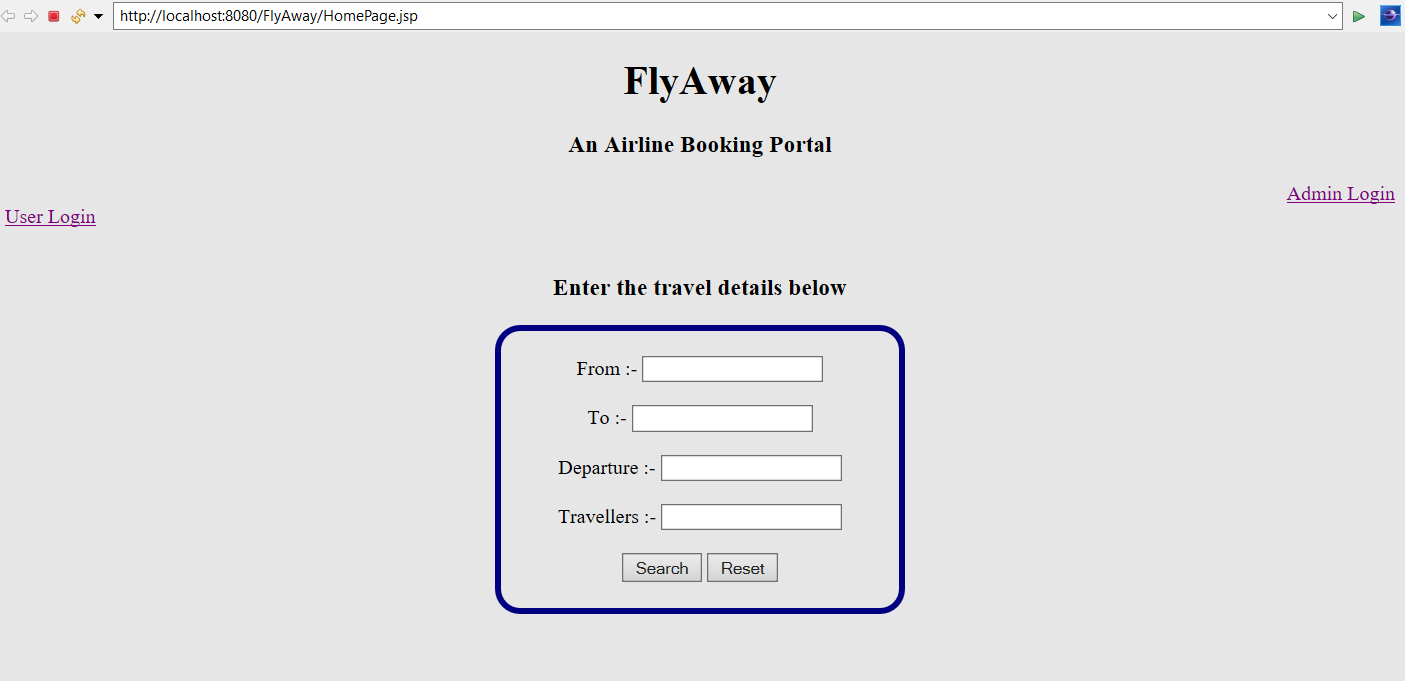 http://localhost:8080/FlyAway/HomePage.jsp
FlyAway
An Airline Booking Portal
Admin Login
User Login
Enter the travel details below
From :-
To :-
Departure :-
Travellers :-
Search Reset